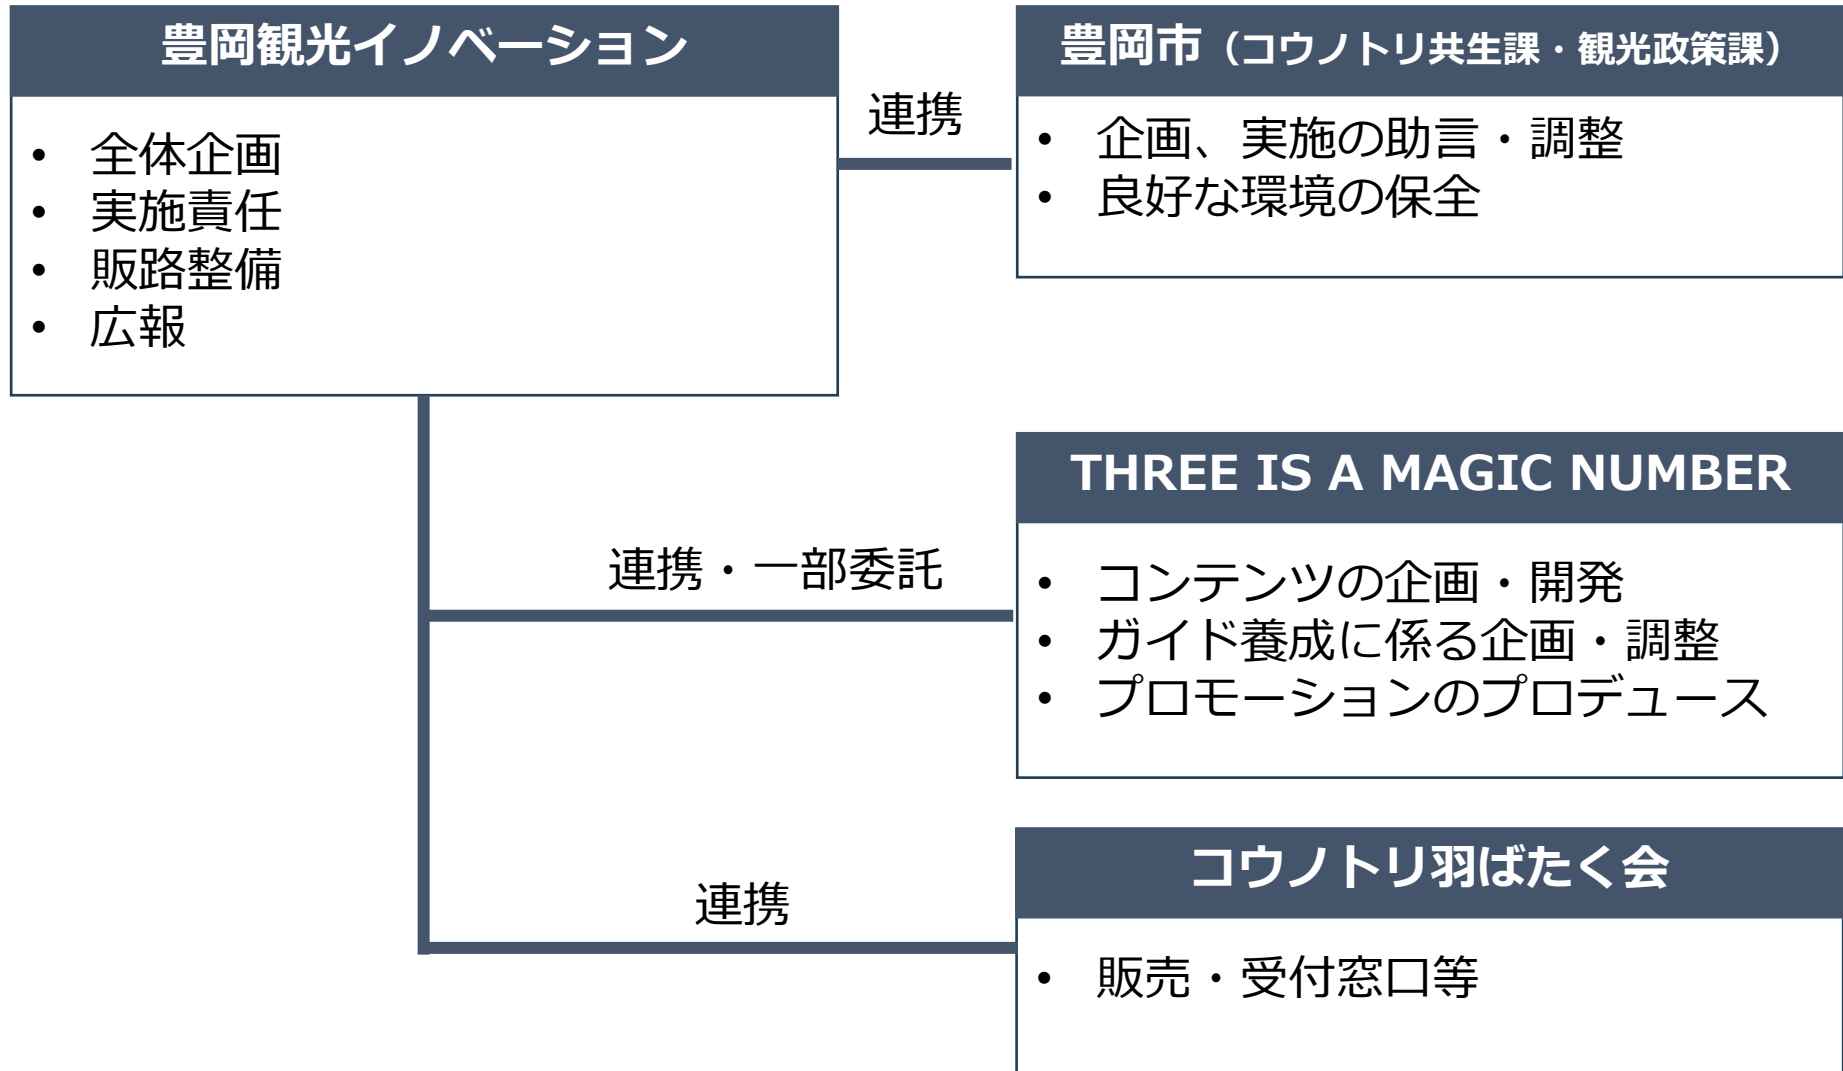 豊岡観光イノベーション
• 全体企画
• 実施責任
• 販路整備
• 広報
連携
豊岡市（コウノトリ共生課・観光政策課）
• 企画、実施の助言・調整
• 良好な環境の保全
連携・一部委託
THREE IS A MAGIC NUMBER
• コンテンツの企画・開発
• ガイド養成に係る企画・調整
• プロモーションのプロデュース
連携
コウノトリ羽ばたく会
• 販売・受付窓口等